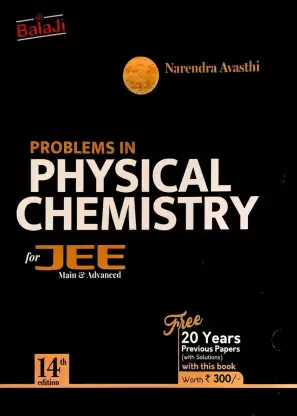 BalaJi
Narendra Avasthi
PROBLEMS IN
PHYSICAL
CHEMISTRY
for JEE
Main & Advanced
Free
20 Years
Previous Papers
(with Solutions)
with this book
Worth ₹ 300/-
14th
edition